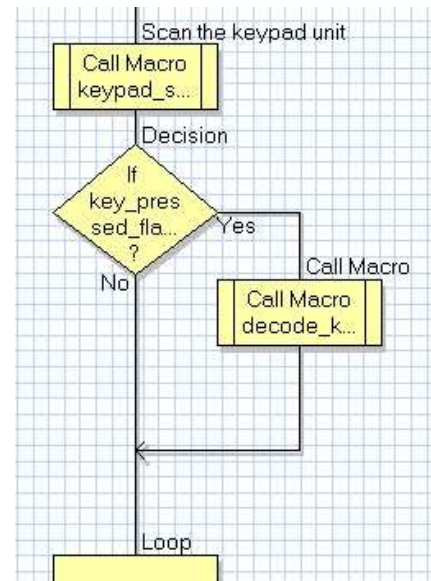 Scan the keypad unit
Call Macro
keypad_s...
Decision
If
key_pres
sed_fla...
?
Yes
No
Call Macro
Call Macro
decode_k...
Loop